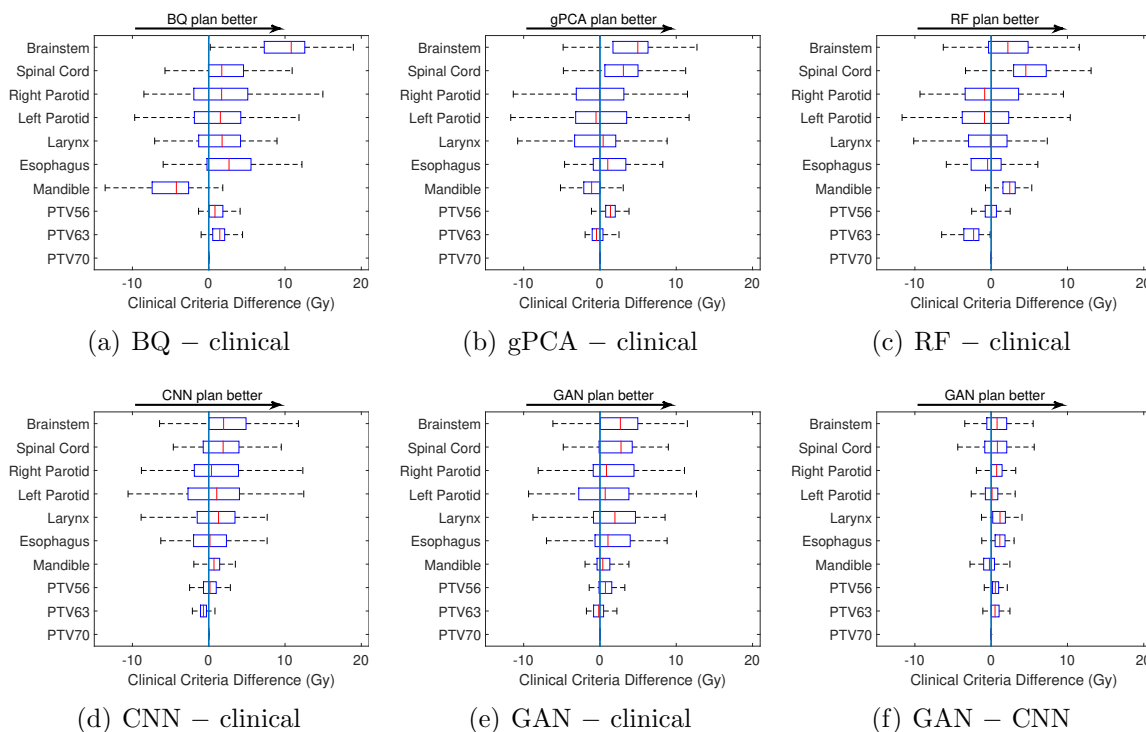 BQ plan better
Brainstem
Spinal Cord
Right Parotid
Left Parotid
Larynx
Esophagus
Mandible
PTV56
PTV63
PTV70
-10 0 10 20
Clinical Criteria Difference (Gy)
(a) BQ − clinical
gPCA plan better
Brainstem
Spinal Cord
Right Parotid
Left Parotid
Larynx
Esophagus
Mandible
PTV56
PTV63
PTV70
-10 0 10 20
Clinical Criteria Difference (Gy)
(b) gPCA − clinical
RF plan better
Brainstem
Spinal Cord
Right Parotid
Left Parotid
Larynx
Esophagus
Mandible
PTV56
PTV63
PTV70
-10 0 10 20
Clinical Criteria Difference (Gy)
(c) RF − clinical
CNN plan better
Brainstem
Spinal Cord
Right Parotid
Left Parotid
Larynx
Esophagus
Mandible
PTV56
PTV63
PTV70
-10 0 10 20
Clinical Criteria Difference (Gy)
(d) CNN − clinical
GAN plan better
Brainstem
Spinal Cord
Right Parotid
Left Parotid
Larynx
Esophagus
Mandible
PTV56
PTV63
PTV70
-10 0 10 20
Clinical Criteria Difference (Gy)
(e) GAN − clinical
GAN plan better
Brainstem
Spinal Cord
Right Parotid
Left Parotid
Larynx
Esophagus
Mandible
PTV56
PTV63
PTV70
-10 0 10 20
Clinical Criteria Difference (Gy)
(f) GAN − CNN